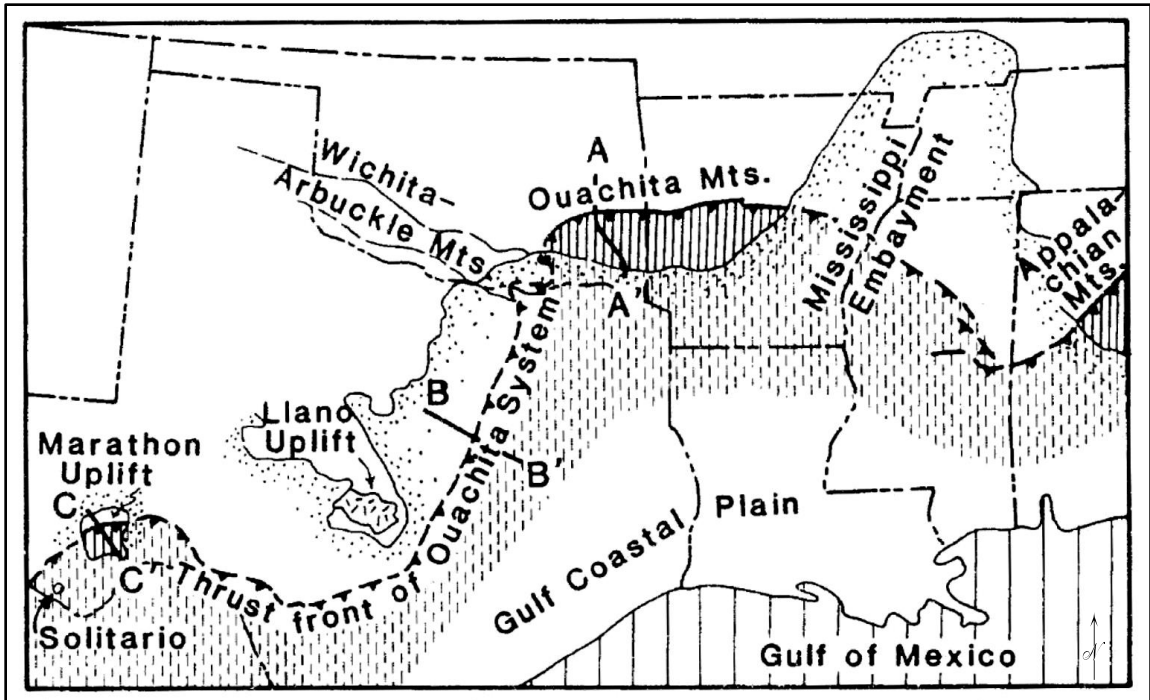 Wichita-
Arbuckle Mts.
A
Ouachita Mts.
A'
Mississippi
Embayment
Appala-
chian
Mts.
B
B'
Llano
Uplift
Marathon
Uplift
C
C'
Thrust front of Ouachita System
Solitario
Gulf Coastal Plain
Gulf of Mexico
N